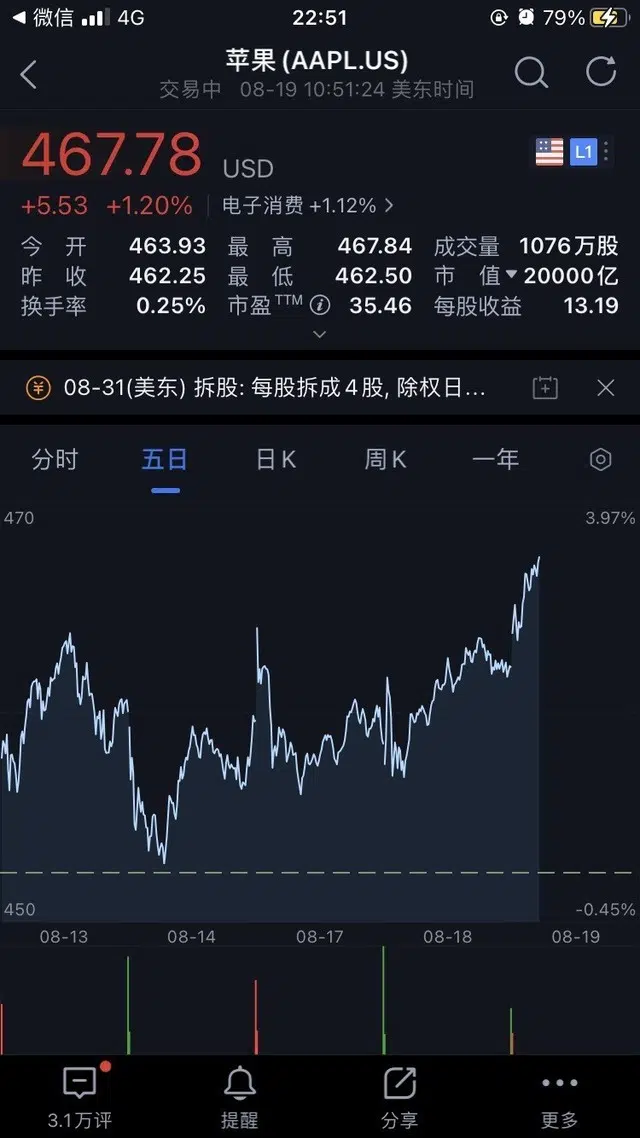 微信 4G 22:51 79%
苹果 (AAPL.US)
交易中 08-19 10:51:24 美东时间
467.78 USD L1
+5.53 +1.20% 电子消费 +1.12%
今开 463.93 最高 467.84 成交量 1076万股
昨收 462.25 最低 462.50 市值 20000亿
换手率 0.25% 市盈TTM 35.46 每股收益 13.19
08-31(美东) 拆股: 每股拆成4股, 除权日...
分时 五日 日K 周K 一年
470 3.97%
450 -0.45%
08-13 08-14 08-17 08-18 08-19
3.1万评 提醒 分享 更多